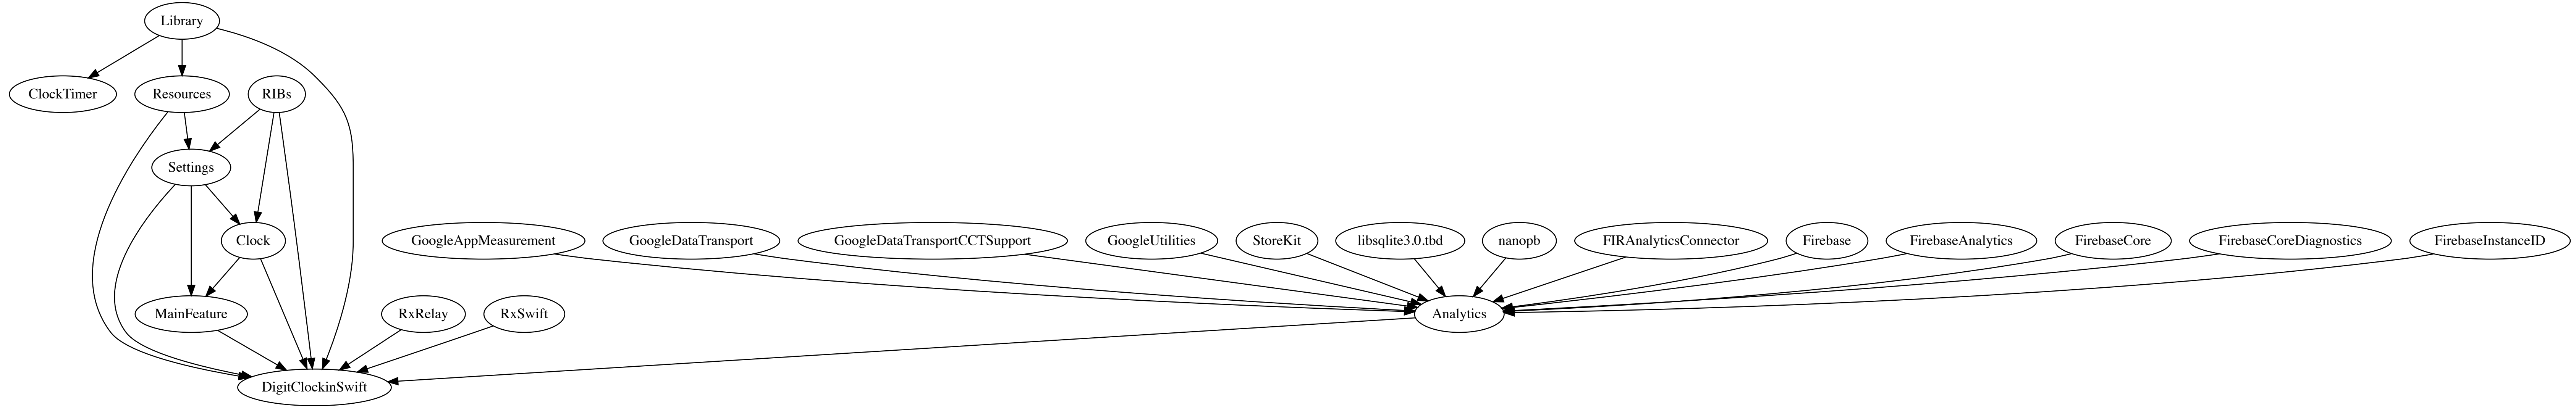 Library
ClockTimer
Resources
RIBs
Settings
Clock
GoogleAppMeasurement
GoogleDataTransport
GoogleDataTransportCCTSupport
GoogleUtilities
StoreKit
libsqlite3.0.tbd
nanopb
FIRAnalyticsConnector
Firebase
FirebaseAnalytics
FirebaseCore
FirebaseCoreDiagnostics
FirebaseInstanceID
MainFeature
RxRelay
RxSwift
Analytics
DigitClockinSwift